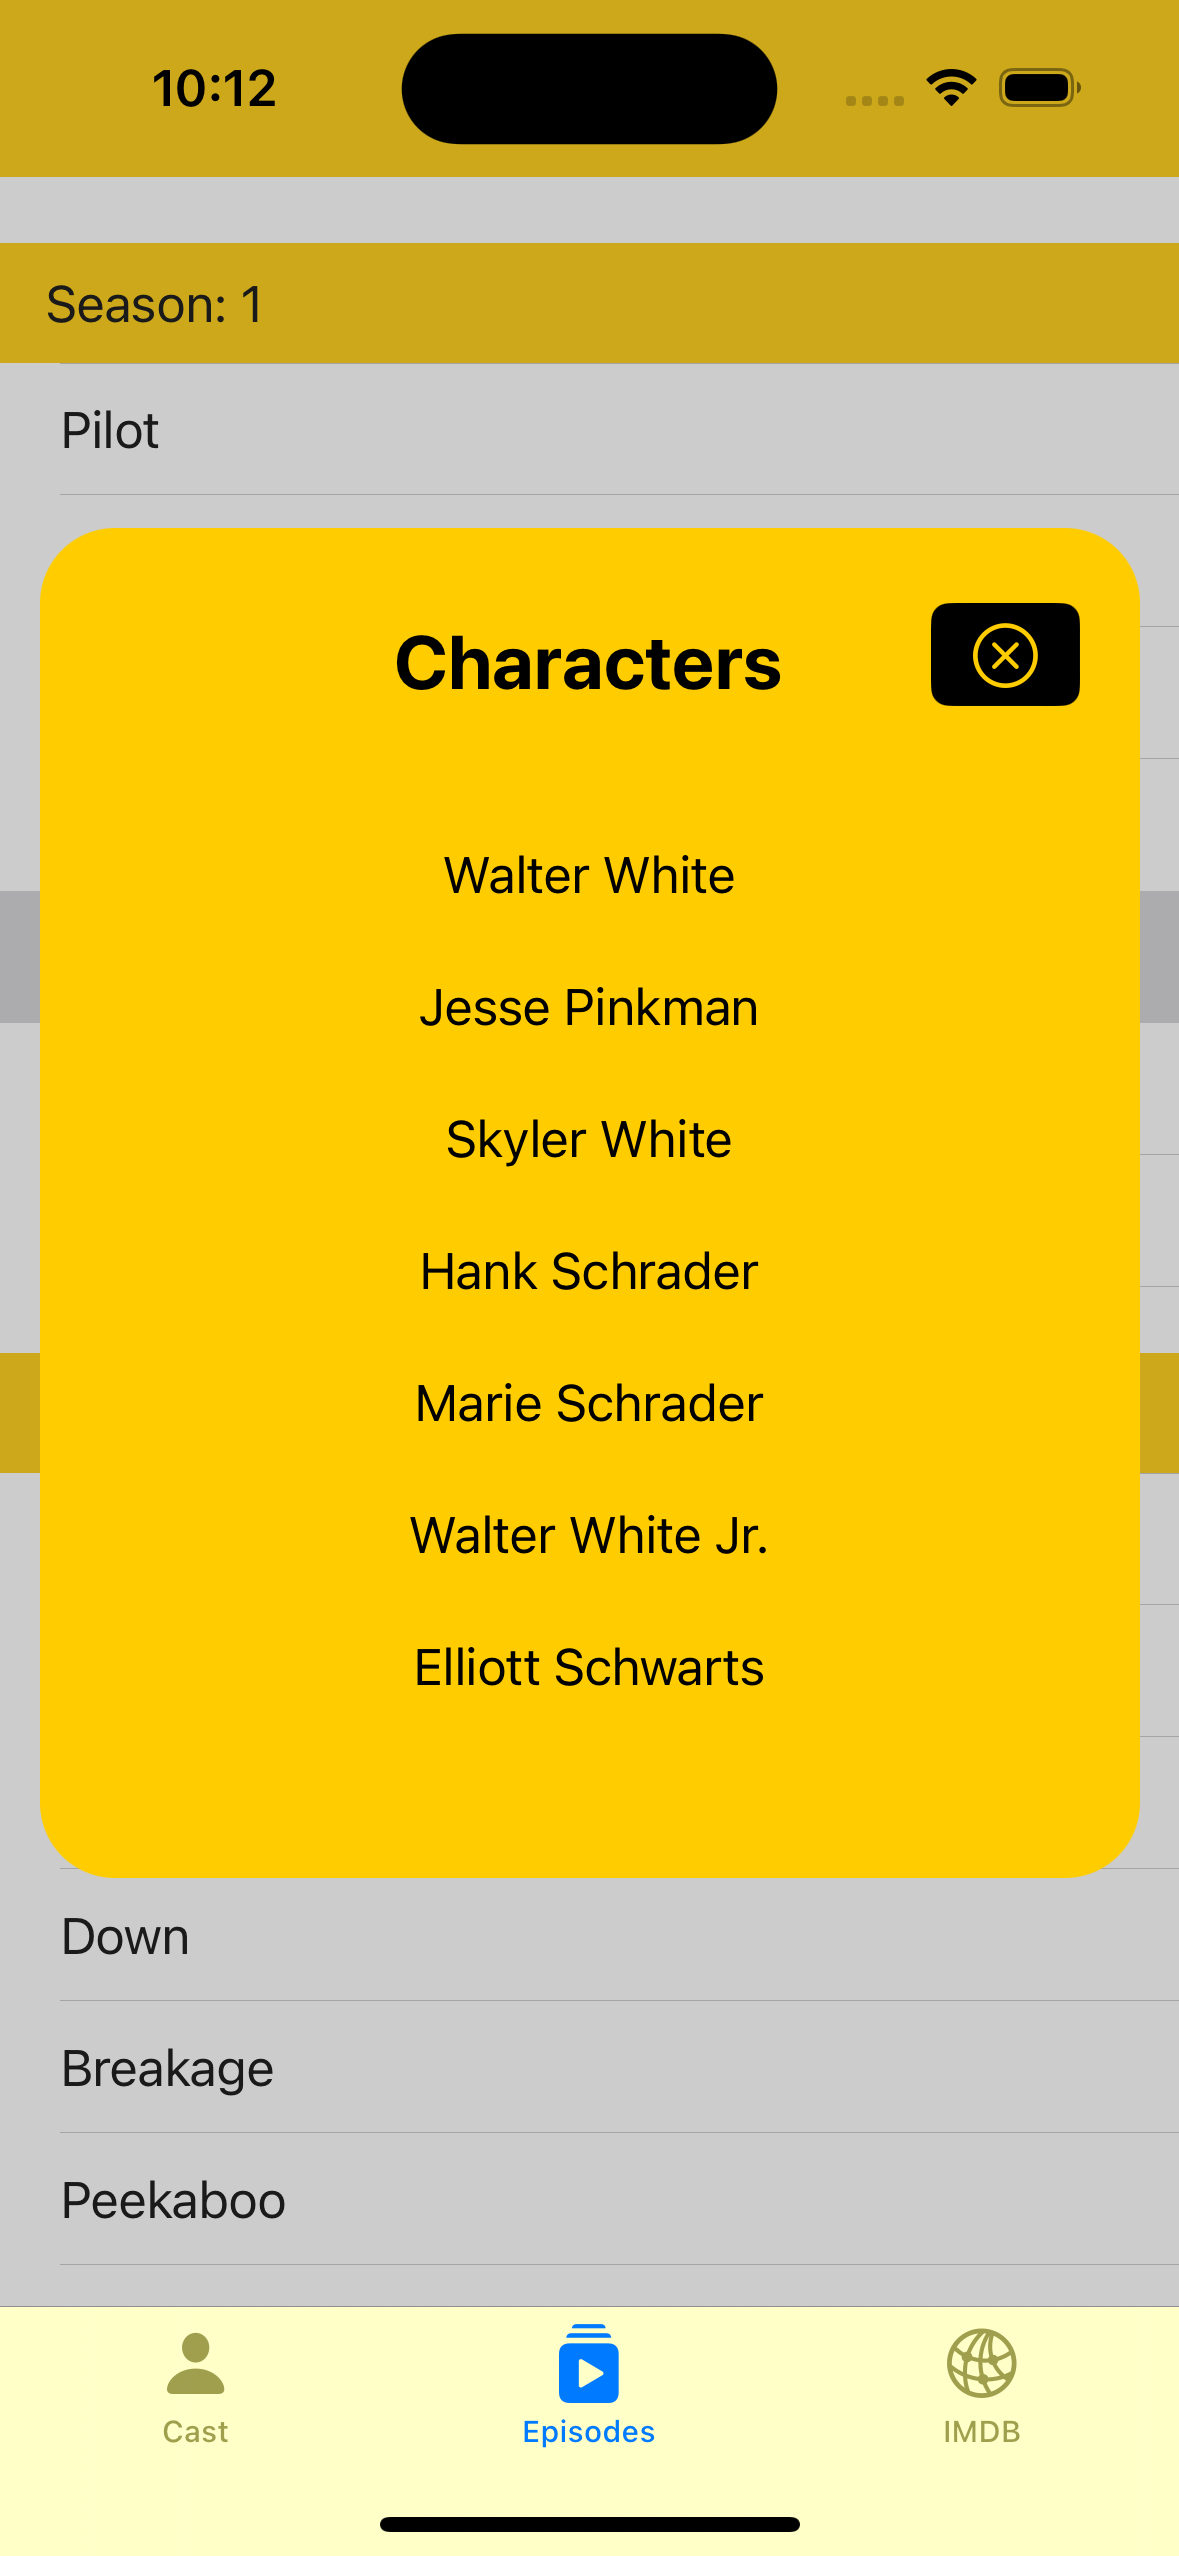 10:12
Season: 1
Pilot
Characters
Walter White
Jesse Pinkman
Skyler White
Hank Schrader
Marie Schrader
Walter White Jr.
Elliott Schwarts
Down
Breakage
Peekaboo
Cast
Episodes
IMDB